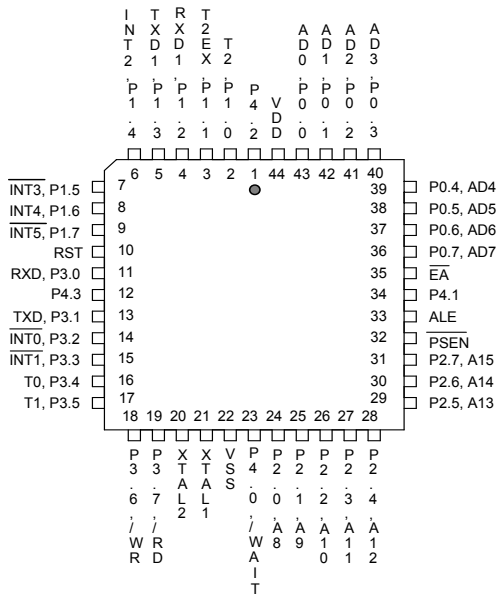 INT2, P1.4
TXD1, P1.3
RXD1, P1.2
T2EX, P1.1
T2, P1.0
P4.2
VDD
AD0, P0.0
AD1, P0.1
AD2, P0.2
AD3, P0.3
6 5 4 3 2 1 44 43 42 41 40
INT3, P1.5 7
INT4, P1.6 8
INT5, P1.7 9
RST 10
RXD, P3.0 11
P4.3 12
TXD, P3.1 13
INT0, P3.2 14
INT1, P3.3 15
T0, P3.4 16
T1, P3.5 17
39 P0.4, AD4
38 P0.5, AD5
37 P0.6, AD6
36 P0.7, AD7
35 EA
34 P4.1
33 ALE
32 PSEN
31 P2.7, A15
30 P2.6, A14
29 P2.5, A13
18 19 20 21 22 23 24 25 26 27 28
P3.6, /WR
P3.7, /RD
XTAL2
XTAL1
VSS
P4.0, /WAIT
P2.0, A8
P2.1, A9
P2.2, A10
P2.3, A11
P2.4, A12